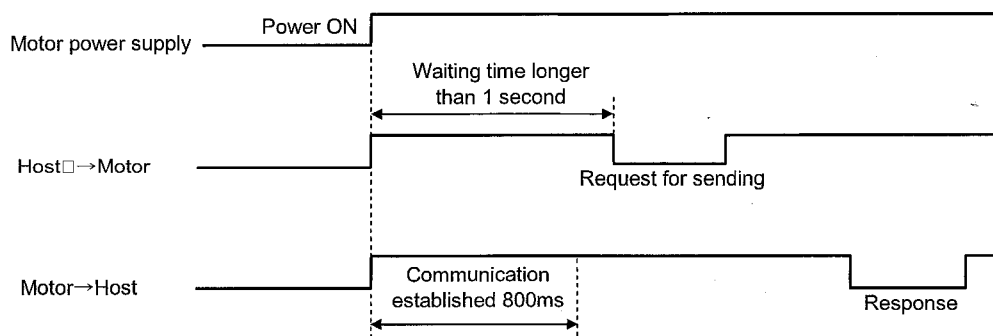 Power ON
Motor power supply
Waiting time longer
than 1 second
Host□→Motor
Request for sending
Motor→Host
Communication
established 800ms
Response